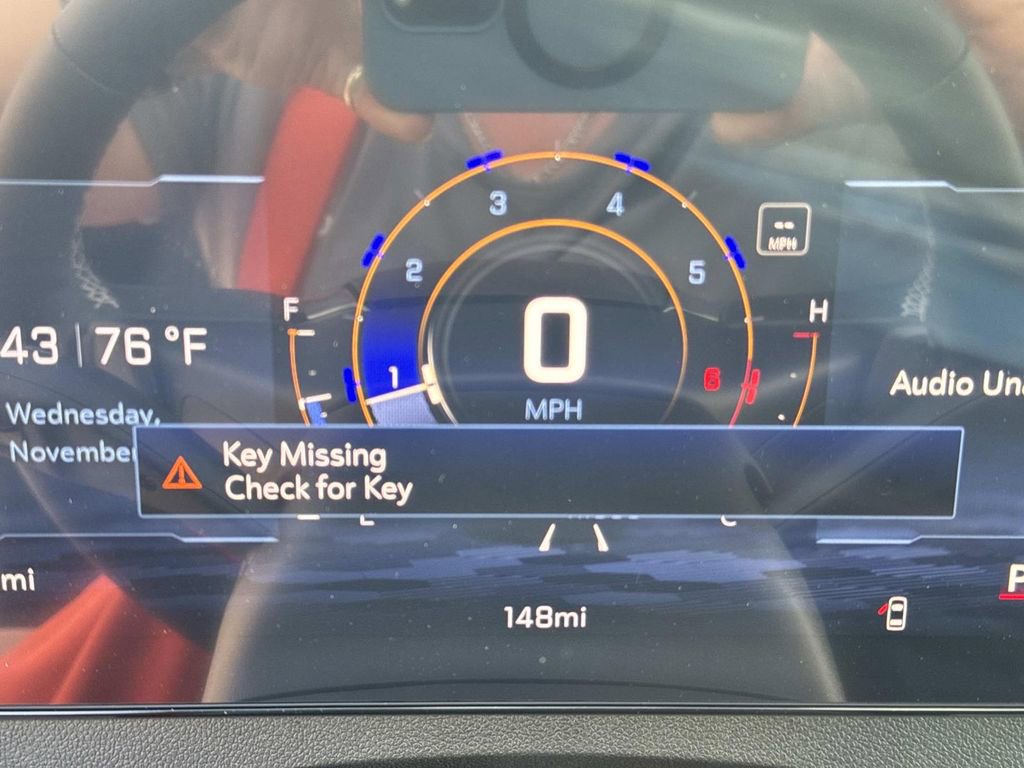 3
4
2
5
-- MPH
F
H
43 | 76 °F
0
1
6
Audio Un
MPH
Wednesday,
November
Key Missing
Check for Key
mi
P
148mi